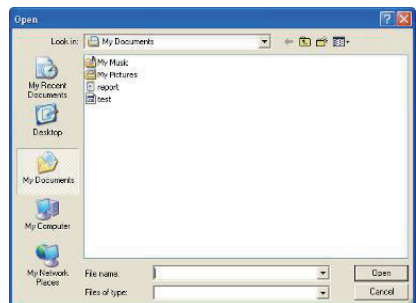 Open
Look in: My Documents
My Recent
Documents
Desktop
My Documents
My Computer
My Network
Places
My Music
My Pictures
report
test
File name: Open
Files of type: Cancel